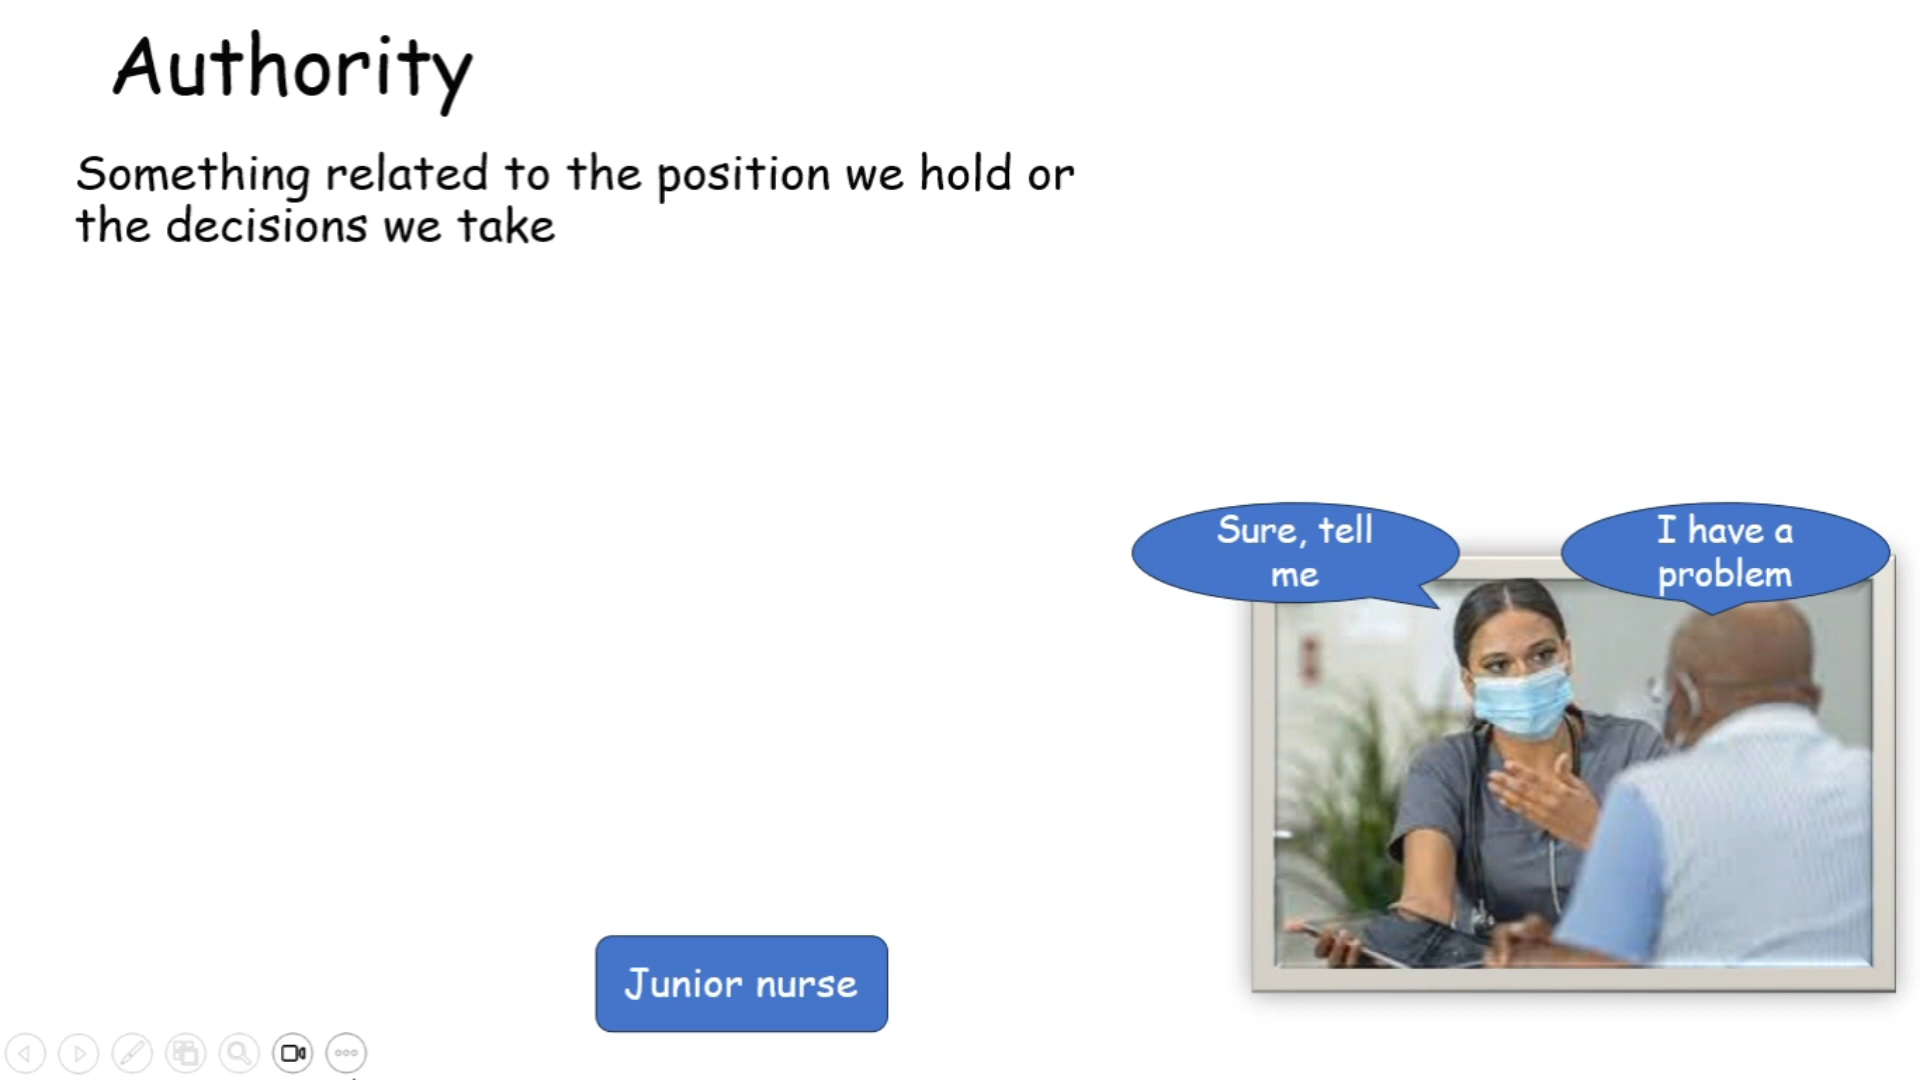 Authority
Something related to the position we hold or
the decisions we take
Sure, tell
me
I have a
problem
Junior nurse